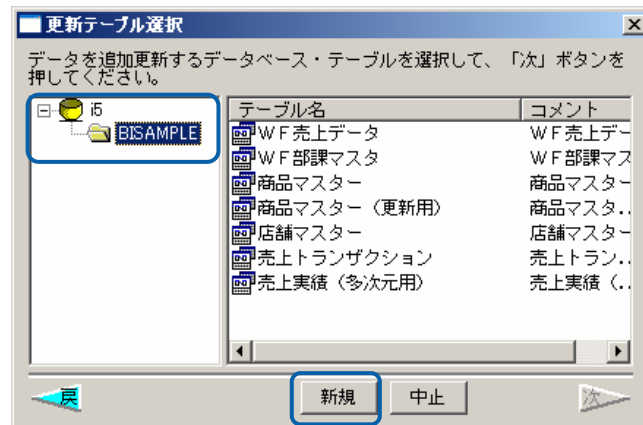 更新テーブル選択
データを追加更新するデータベース・テーブルを選択して、「次」ボタンを
押してください。
i5
BISAMPLE
テーブル名 コメント
ＷＦ売上データ ＷＦ売上デー
ＷＦ部課マスタ ＷＦ部課マス
商品マスター 商品マスター
商品マスター（更新用） 商品マスタ...
店舗マスター 店舗マスター
売上トランザクション 売上トラン...
売上実績（多次元用） 売上実績（...
戻 新規 中止 次